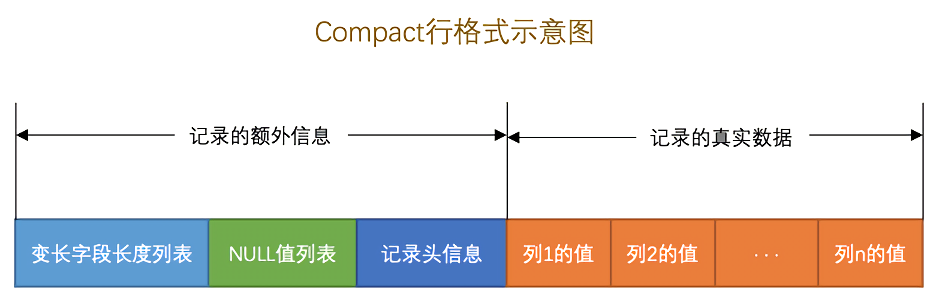 Compact行格式示意图
记录的额外信息
记录的真实数据
变长字段长度列表
NULL值列表
记录头信息
列1的值
列2的值
...
列n的值